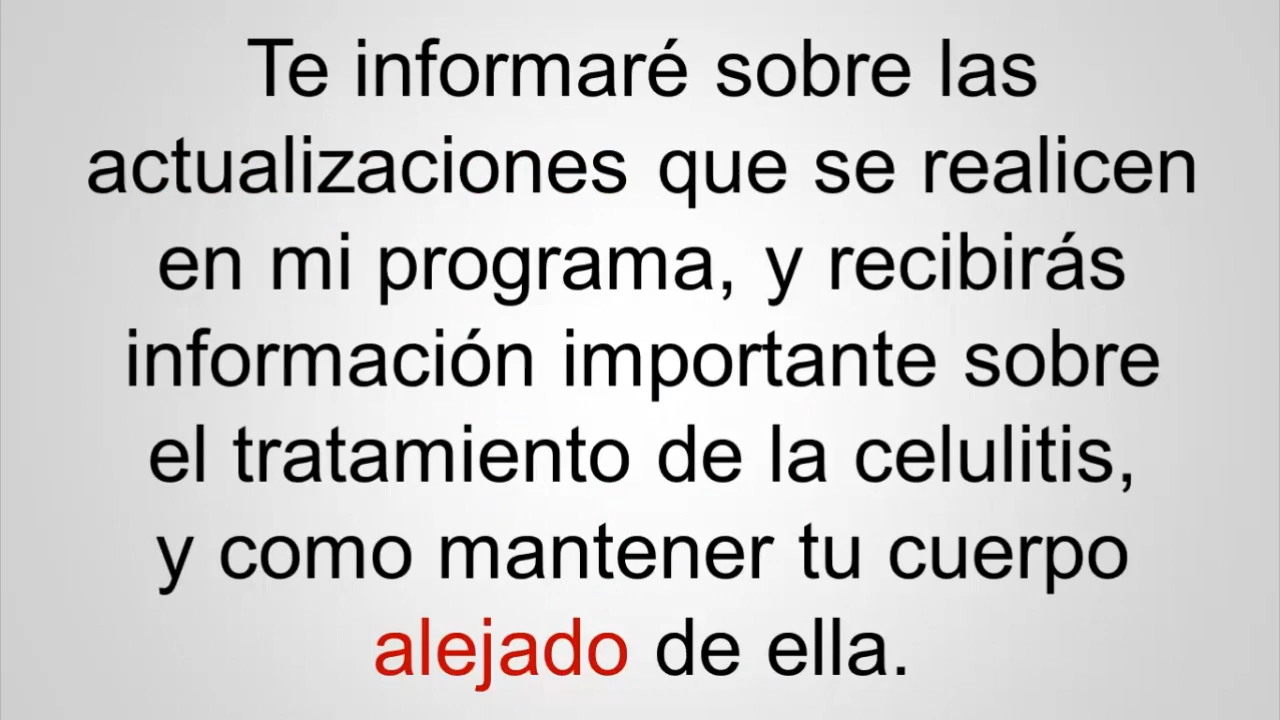 Te informaré sobre las
actualizaciones que se realicen
en mi programa, y recibirás
información importante sobre
el tratamiento de la celulitis,
y como mantener tu cuerpo
alejado de ella.